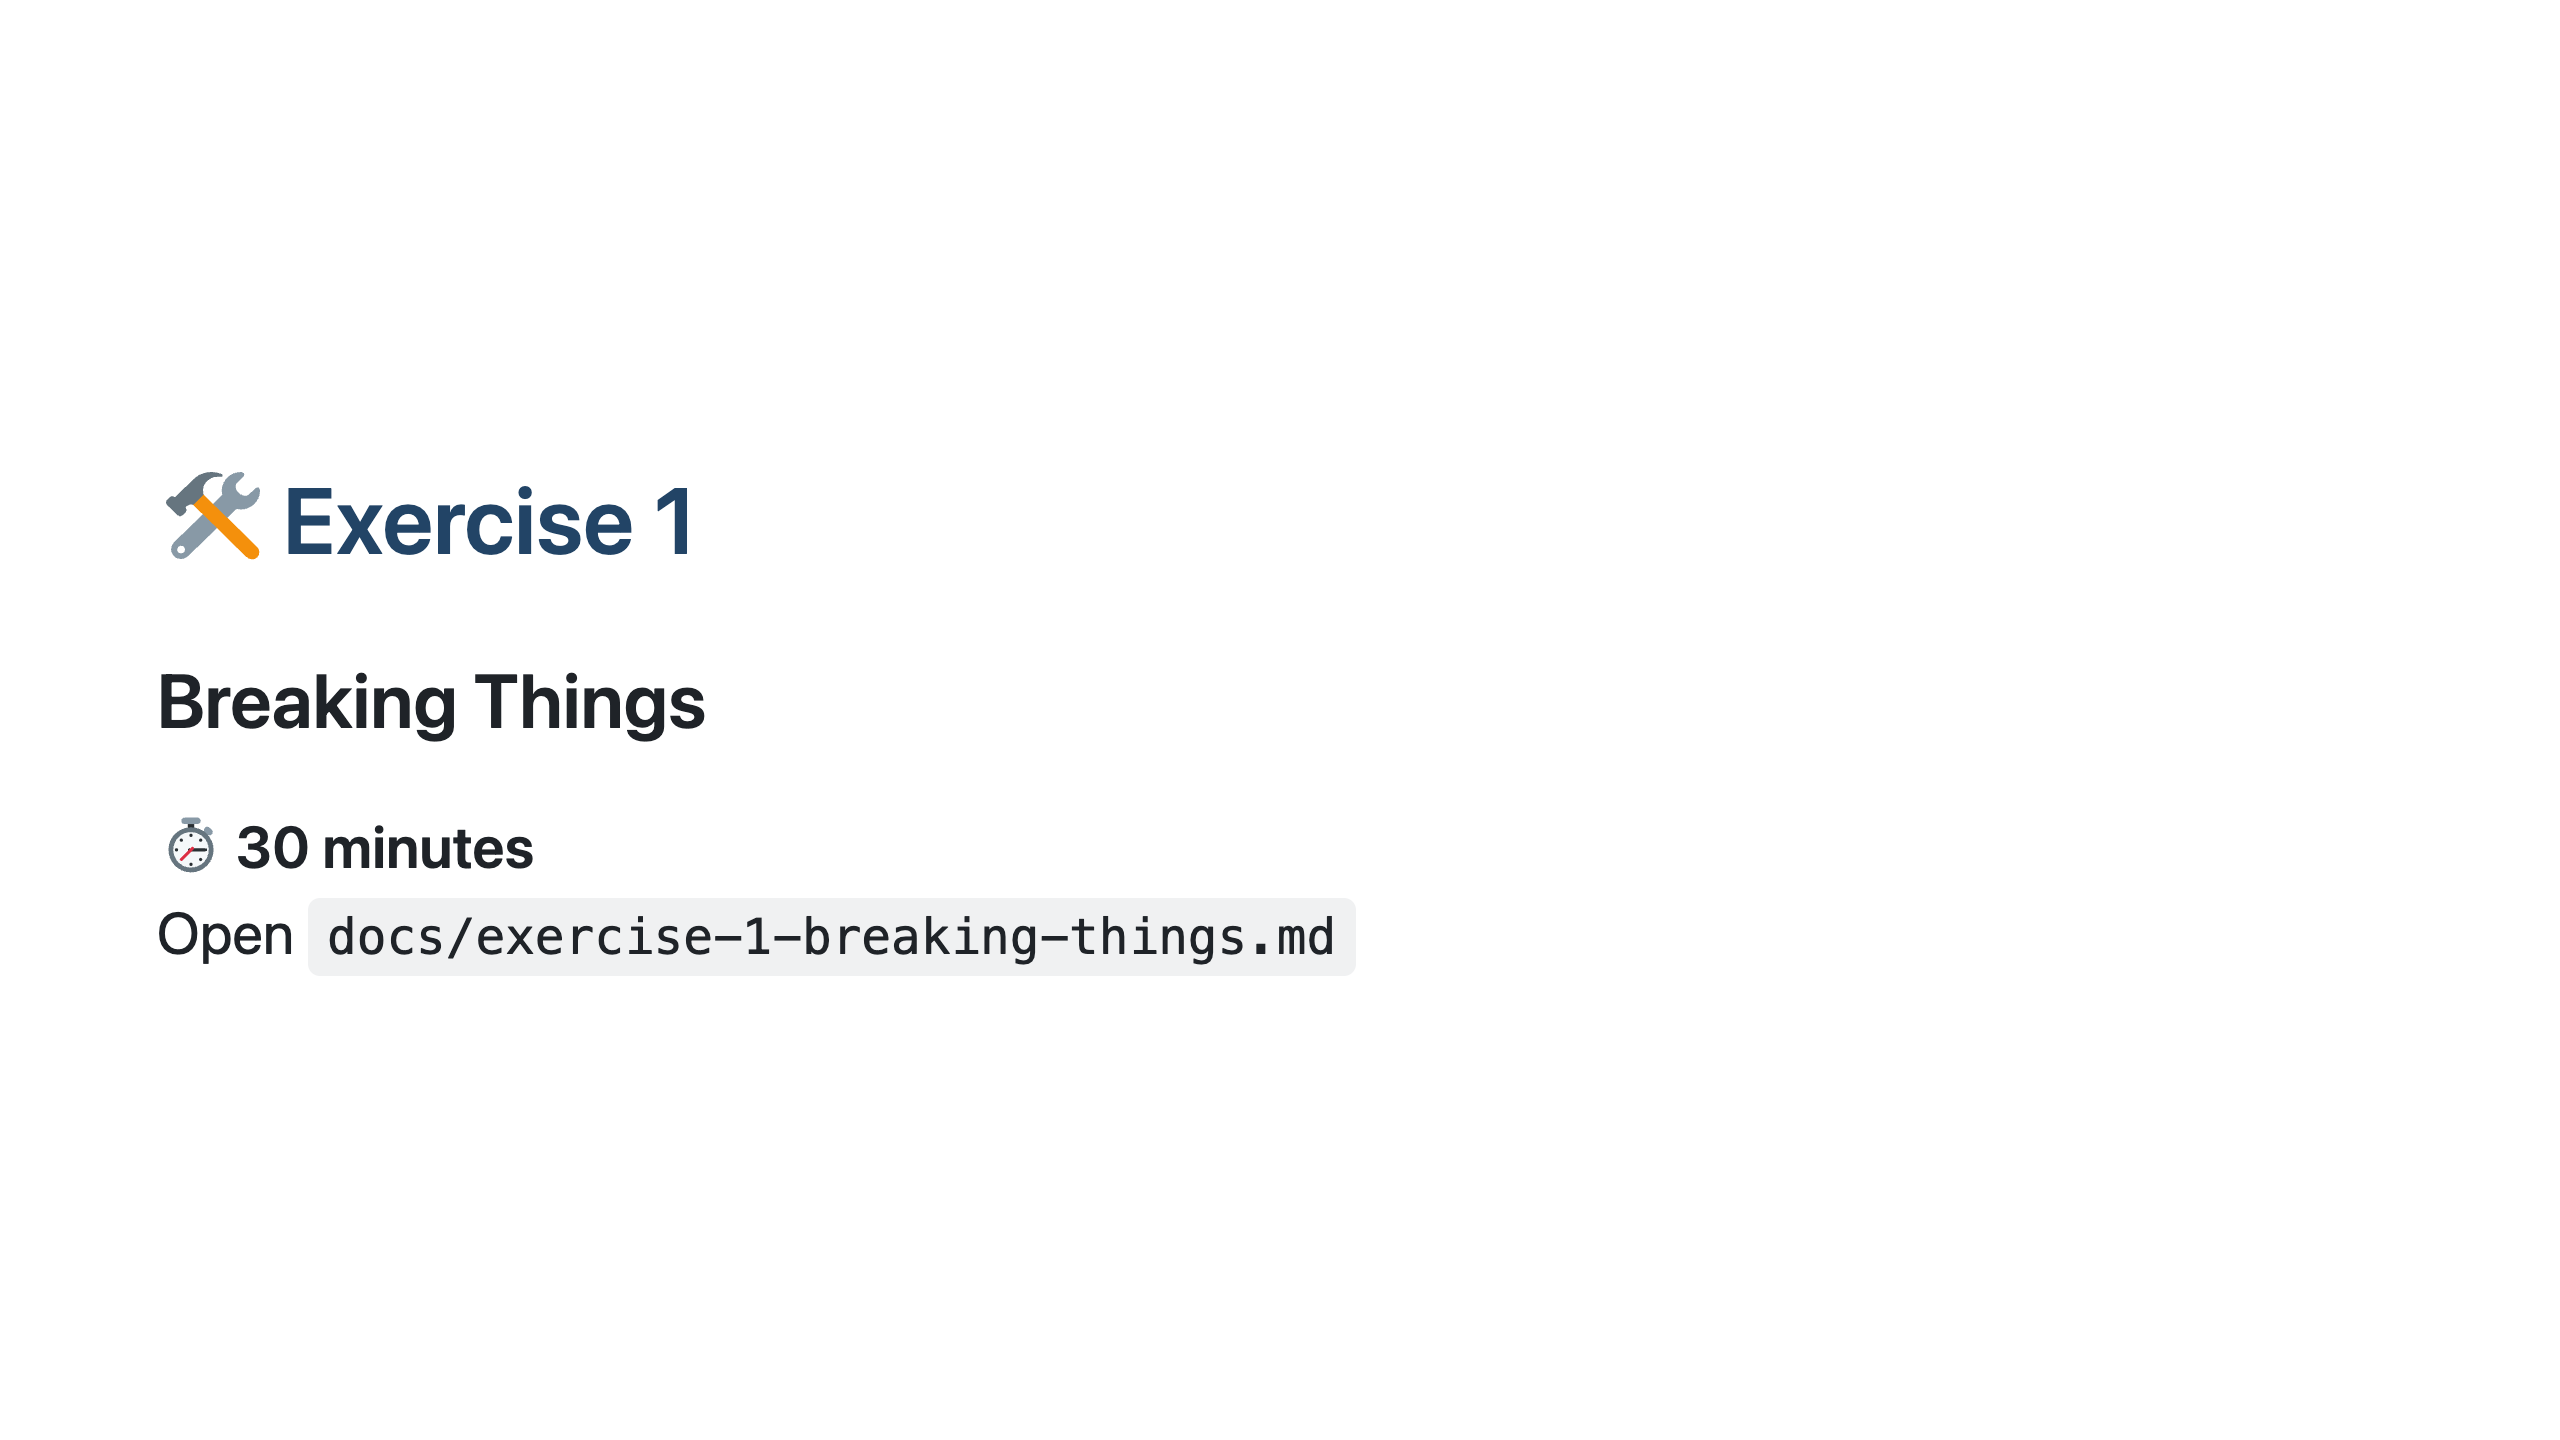 🛠️ Exercise 1
Breaking Things
⏱️ 30 minutes
Open docs/exercise-1-breaking-things.md